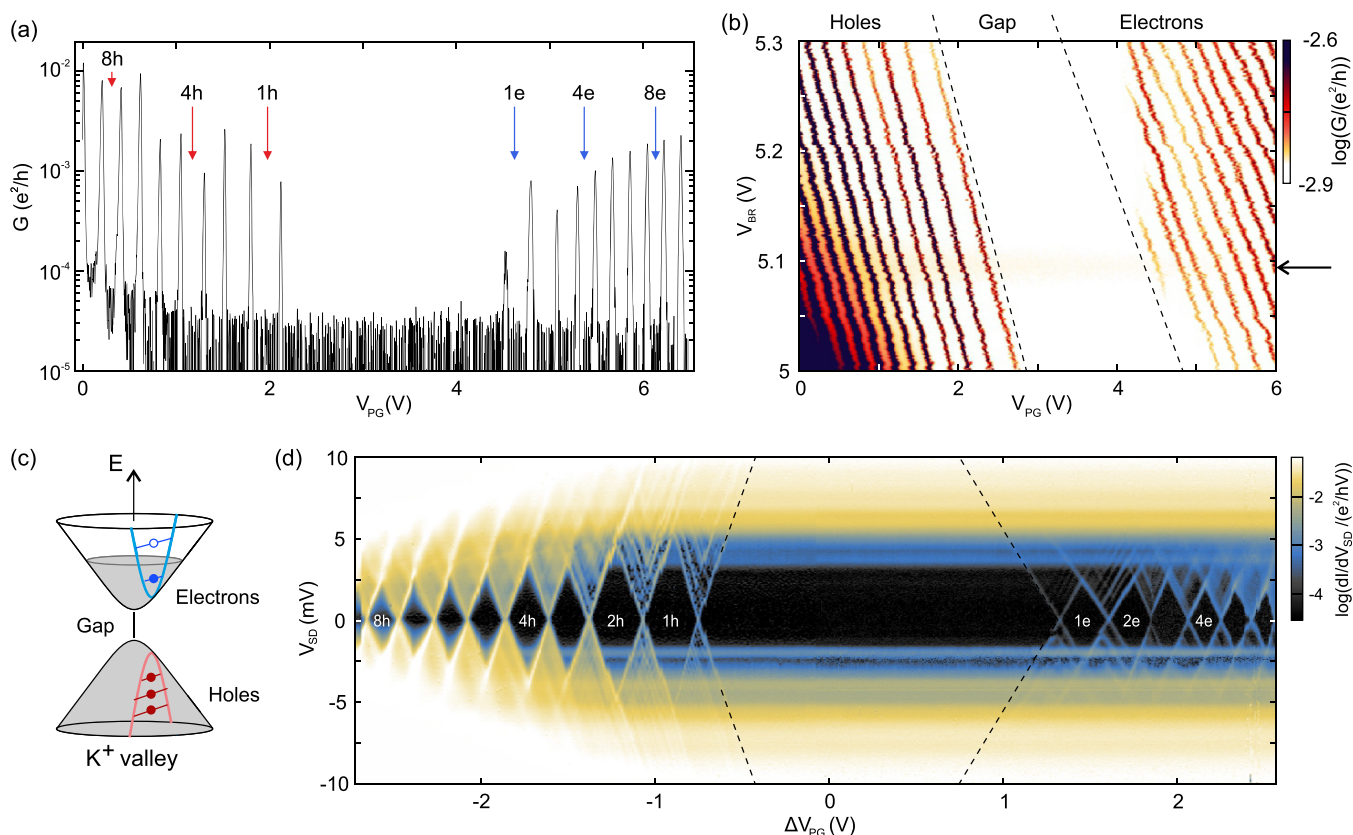 (a)
8h
4h
1h
1e
4e
8e
10⁻²
10⁻³
10⁻⁴
10⁻⁵
G (e²/h)
0
2
4
6
V_PG (V)
(b)
Holes
Gap
Electrons
5.3
5.2
5.1
5
V_BR (V)
0
1
2
3
4
5
6
V_PG (V)
-2.6
-2.9
log(G/(e²/h))
(c)
E
Electrons
Gap
Holes
K⁺ valley
(d)
10
5
0
-5
-10
V_SD (mV)
8h
4h
2h
1h
1e
2e
4e
-2
-1
0
1
2
ΔV_PG (V)
-2
-3
-4
log(dI/dV_SD/(e²/hV))